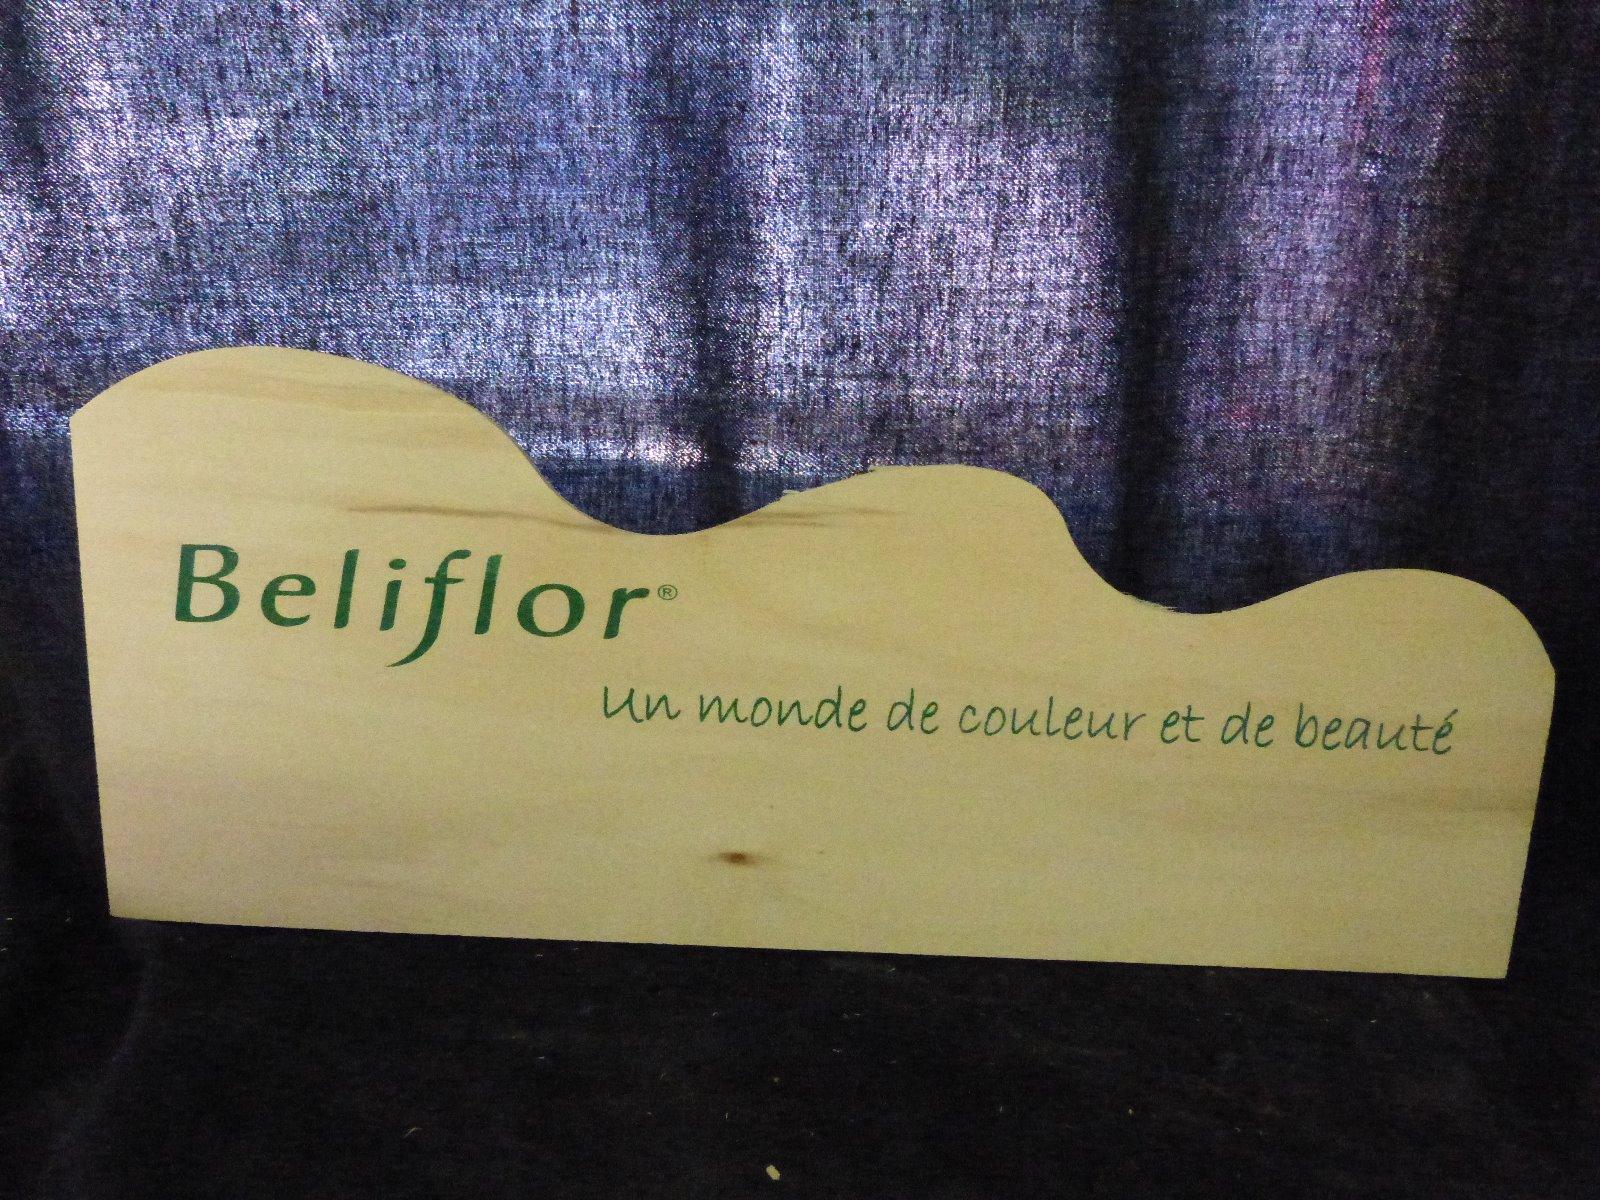 Beliflor®
un monde de couleur et de beauté